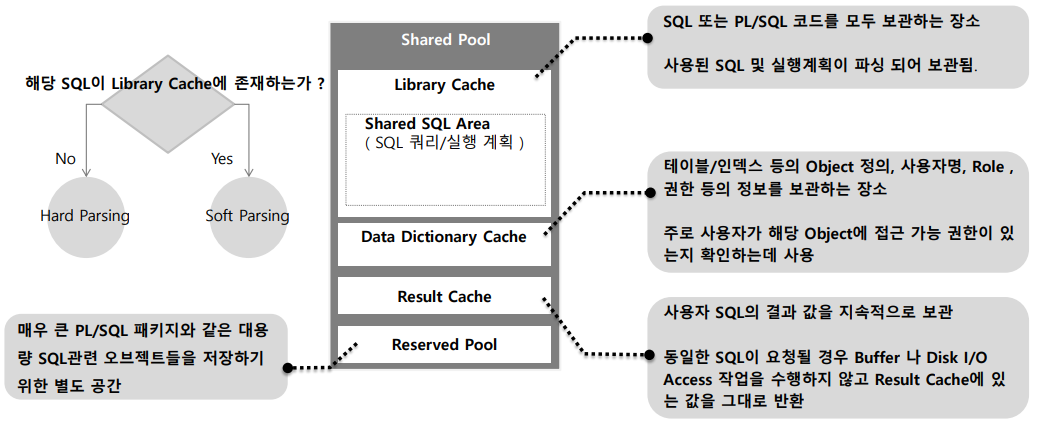 해당 SQL이 Library Cache에 존재하는가 ?
No
Yes
Hard Parsing
Soft Parsing
Shared Pool
Library Cache
Shared SQL Area
( SQL 쿼리/실행 계획 )
Data Dictionary Cache
Result Cache
Reserved Pool
SQL 또는 PL/SQL 코드를 모두 보관하는 장소
사용된 SQL 및 실행계획이 파싱 되어 보관됨.
테이블/인덱스 등의 Object 정의, 사용자명, Role ,
권한 등의 정보를 보관하는 장소
주로 사용자가 해당 Object에 접근 가능 권한이 있
는지 확인하는데 사용
사용자 SQL의 결과 값을 지속적으로 보관
동일한 SQL이 요청될 경우 Buffer 나 Disk I/O
Access 작업을 수행하지 않고 Result Cache에 있
는 값을 그대로 반환
매우 큰 PL/SQL 패키지와 같은 대용
량 SQL관련 오브젝트들을 저장하기
위한 별도 공간